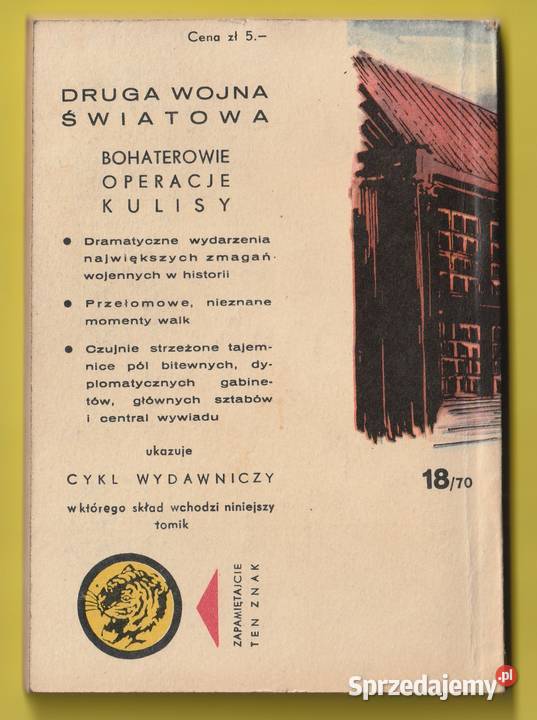 Cena zł 5.—
DRUGA WOJNA
ŚWIATOWA
BOHATEROWIE
OPERACJE
KULISY
● Dramatyczne wydarzenia
największych zmagań
wojennych w historii
● Przełomowe, nieznane
momenty walk
● Czujnie strzeżone tajem-
nice pól bitewnych, dy-
plomatycznych gabine-
tów, głównych sztabów
i central wywiadu
ukazuje
CYKL WYDAWNICZY
w którego skład wchodzi niniejszy
tomik
18/70
ZAPAMIĘTAJCIE
TEN ZNAK
Sprzedajemy.pl